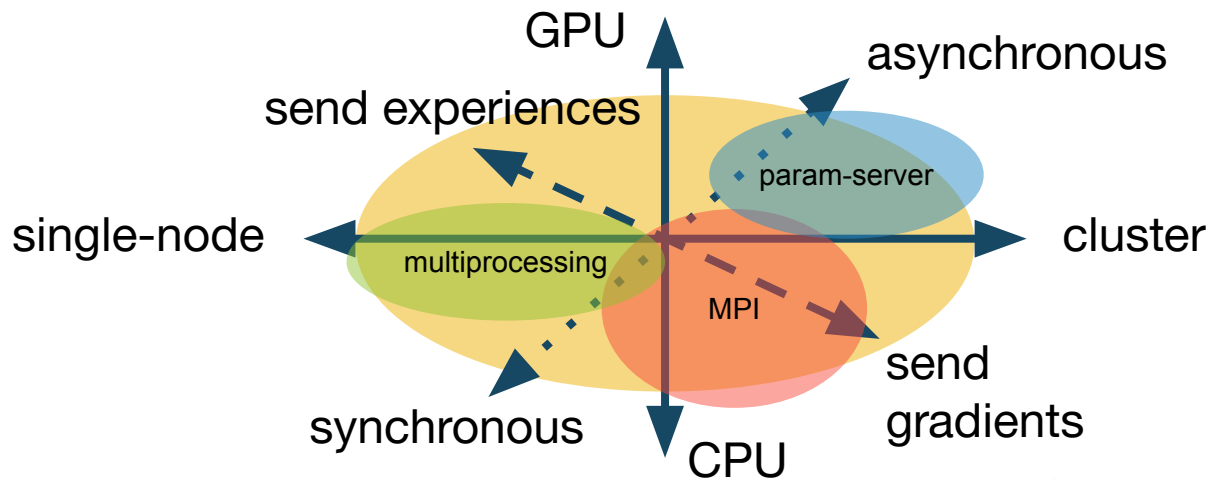 GPU
asynchronous
send experiences
param-server
single-node
cluster
multiprocessing
MPI
send
gradients
synchronous
CPU